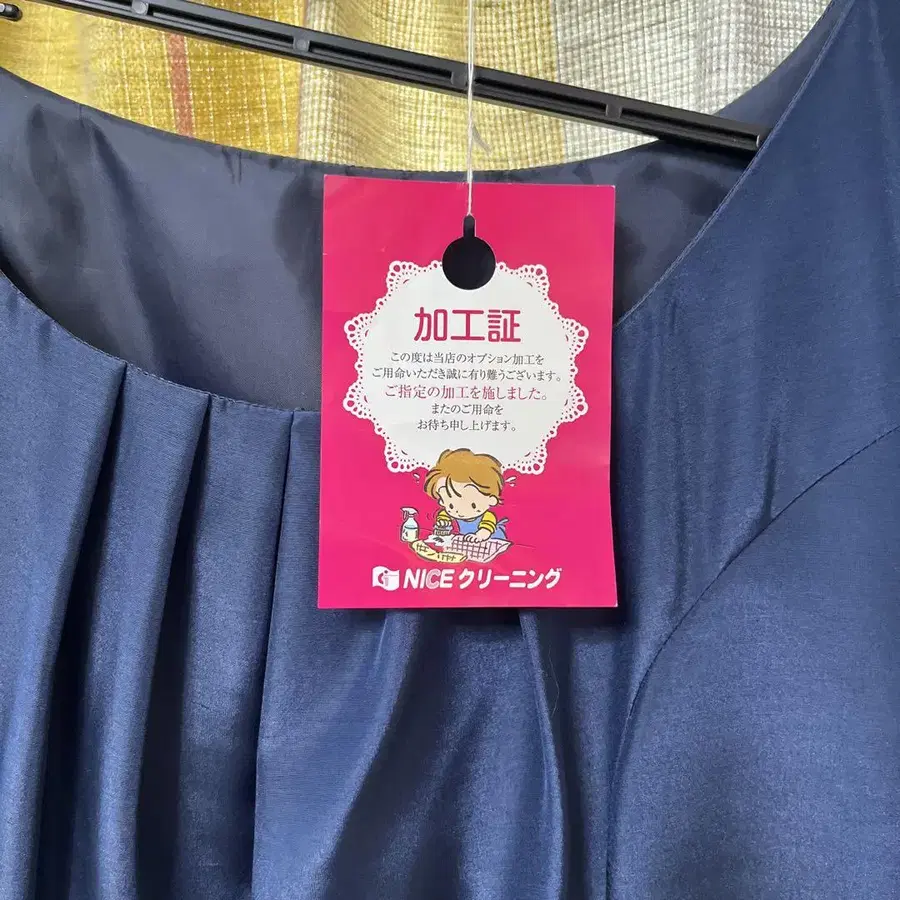 加工証
この度は当店のオプション加工を
ご用命いただき誠に有り難うございます。
ご指定の加工を施しました。
またのご用命を
お待ち申し上げます。
NICEクリーニング